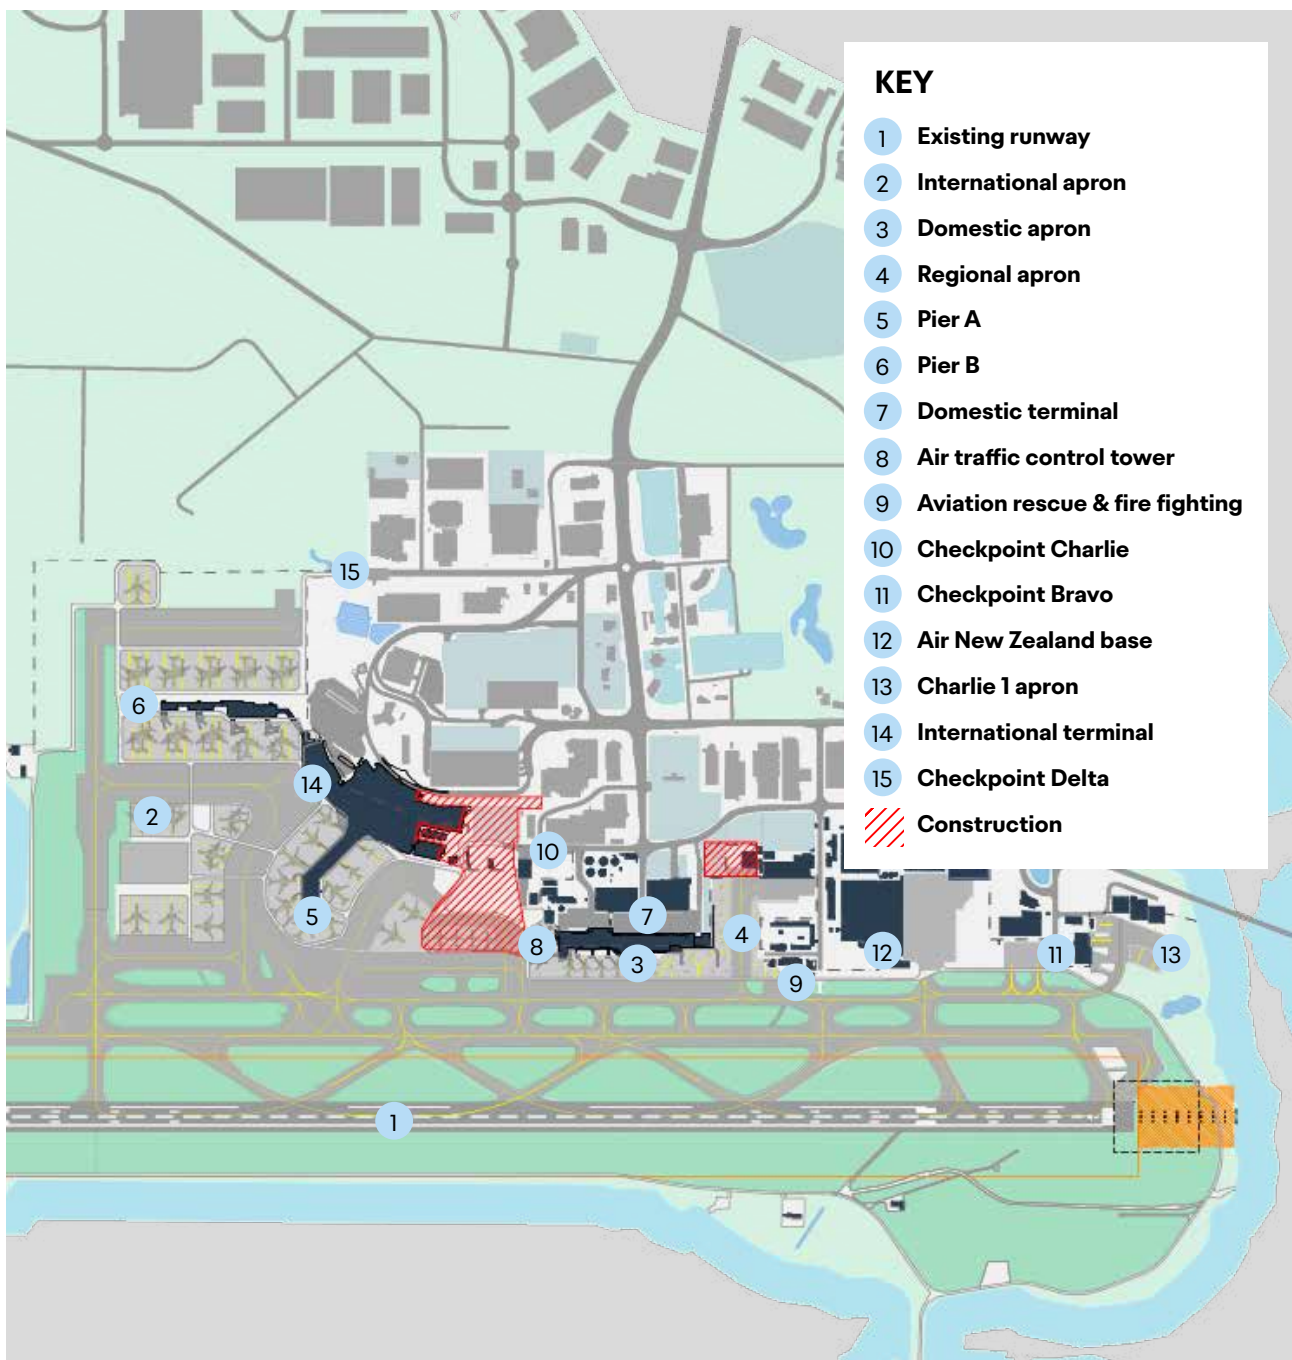 KEY
1 Existing runway
2 International apron
3 Domestic apron
4 Regional apron
5 Pier A
6 Pier B
7 Domestic terminal
8 Air traffic control tower
9 Aviation rescue & fire fighting
10 Checkpoint Charlie
11 Checkpoint Bravo
12 Air New Zealand base
13 Charlie 1 apron
14 International terminal
15 Checkpoint Delta
Construction
15
6
14
2
10
5
7
8
4
3
12
11
13
9
1